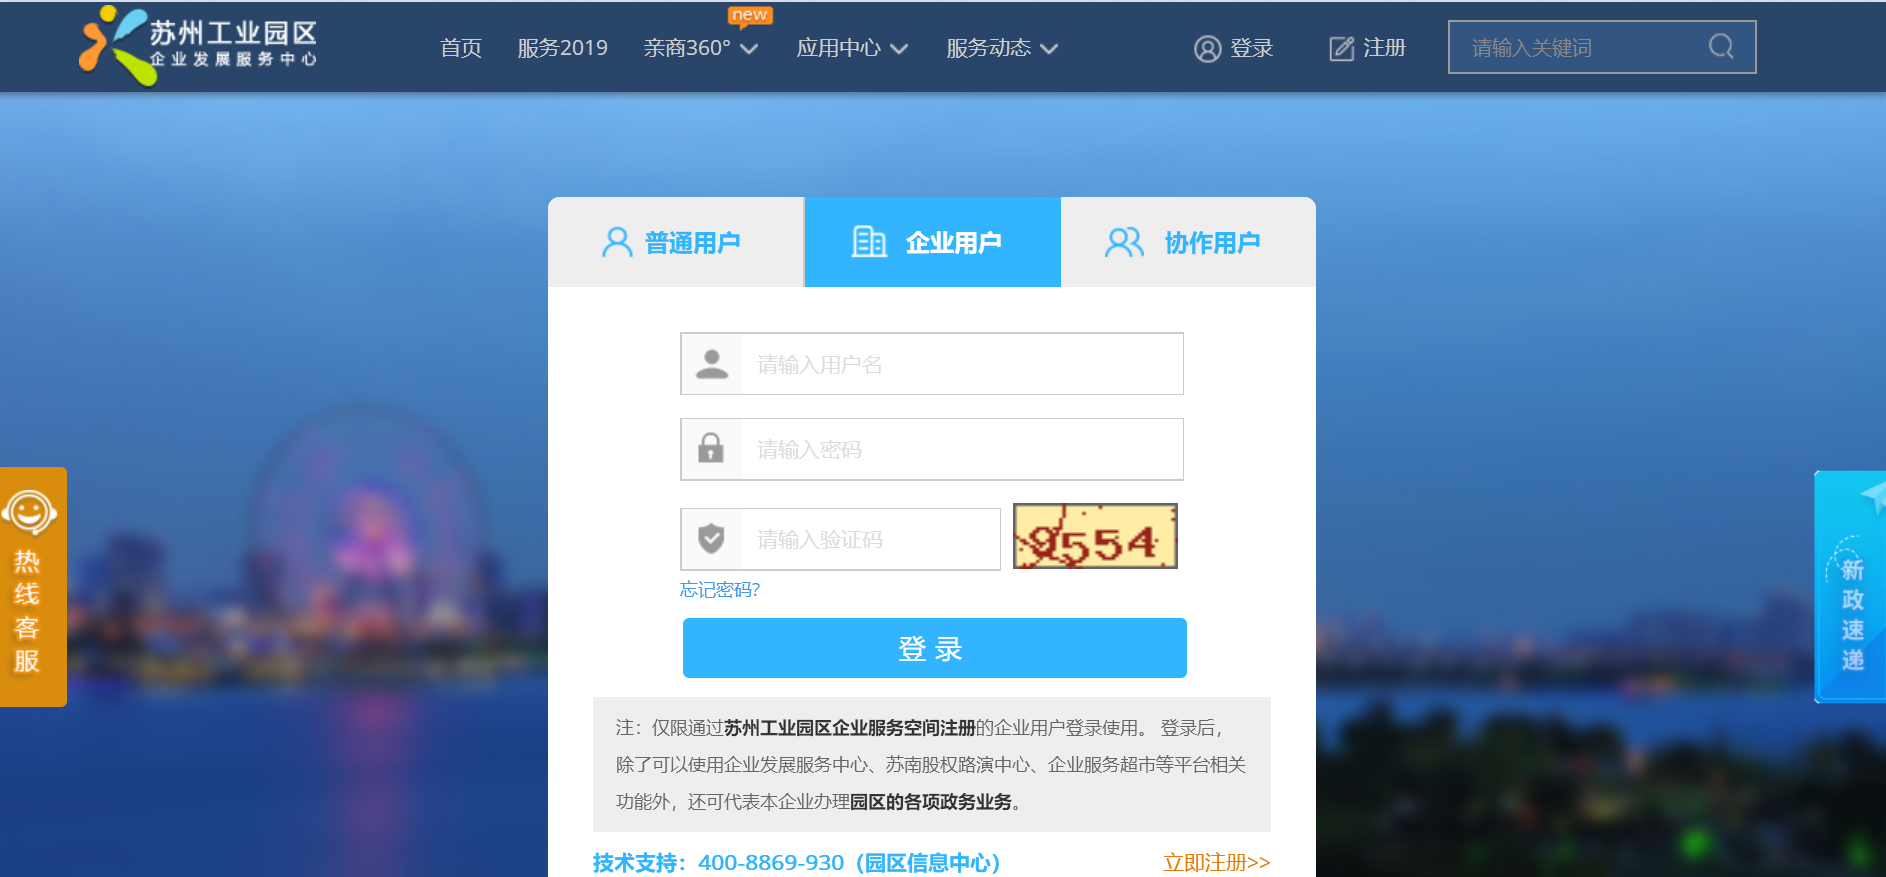 苏州工业园区
企业发展服务中心
首页 服务2019 亲商360° new 应用中心 服务动态 登录 注册 请输入关键词
普通用户 企业用户 协作用户
请输入用户名
请输入密码
请输入验证码 9554
忘记密码?
登 录
注：仅限通过苏州工业园区企业服务空间注册的企业用户登录使用。 登录后，
除了可以使用企业发展服务中心、苏南股权路演中心、企业服务超市等平台相关
功能外，还可代表本企业办理园区的各项政务业务。
技术支持：400-8869-930（园区信息中心） 立即注册>>
热线客服
新政速递